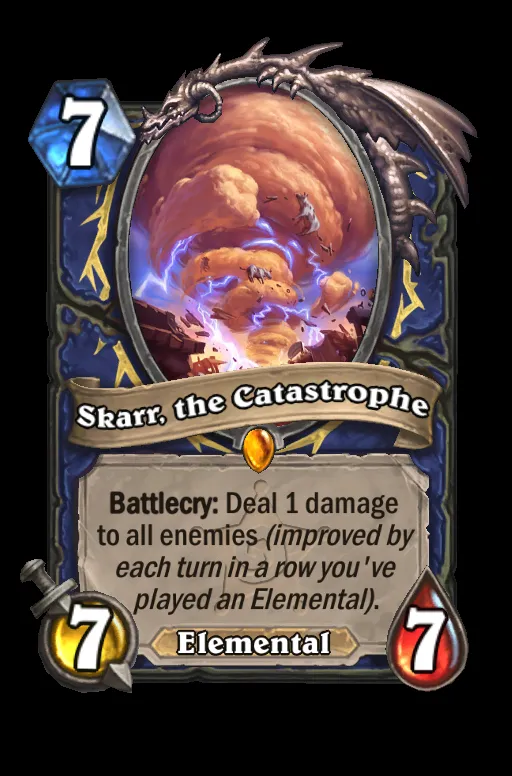 7
Skarr, the Catastrophe
Battlecry: Deal 1 damage
to all enemies (improved by
each turn in a row you've
played an Elemental).
7
Elemental
7